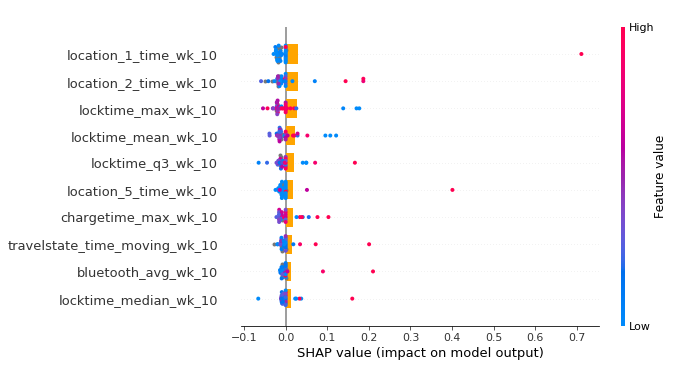 High
location_1_time_wk_10
location_2_time_wk_10
locktime_max_wk_10
locktime_mean_wk_10
locktime_q3_wk_10
location_5_time_wk_10
chargetime_max_wk_10
travelstate_time_moving_wk_10
bluetooth_avg_wk_10
locktime_median_wk_10
Feature value
Low
−0.1 0.0 0.1 0.2 0.3 0.4 0.5 0.6 0.7
SHAP value (impact on model output)